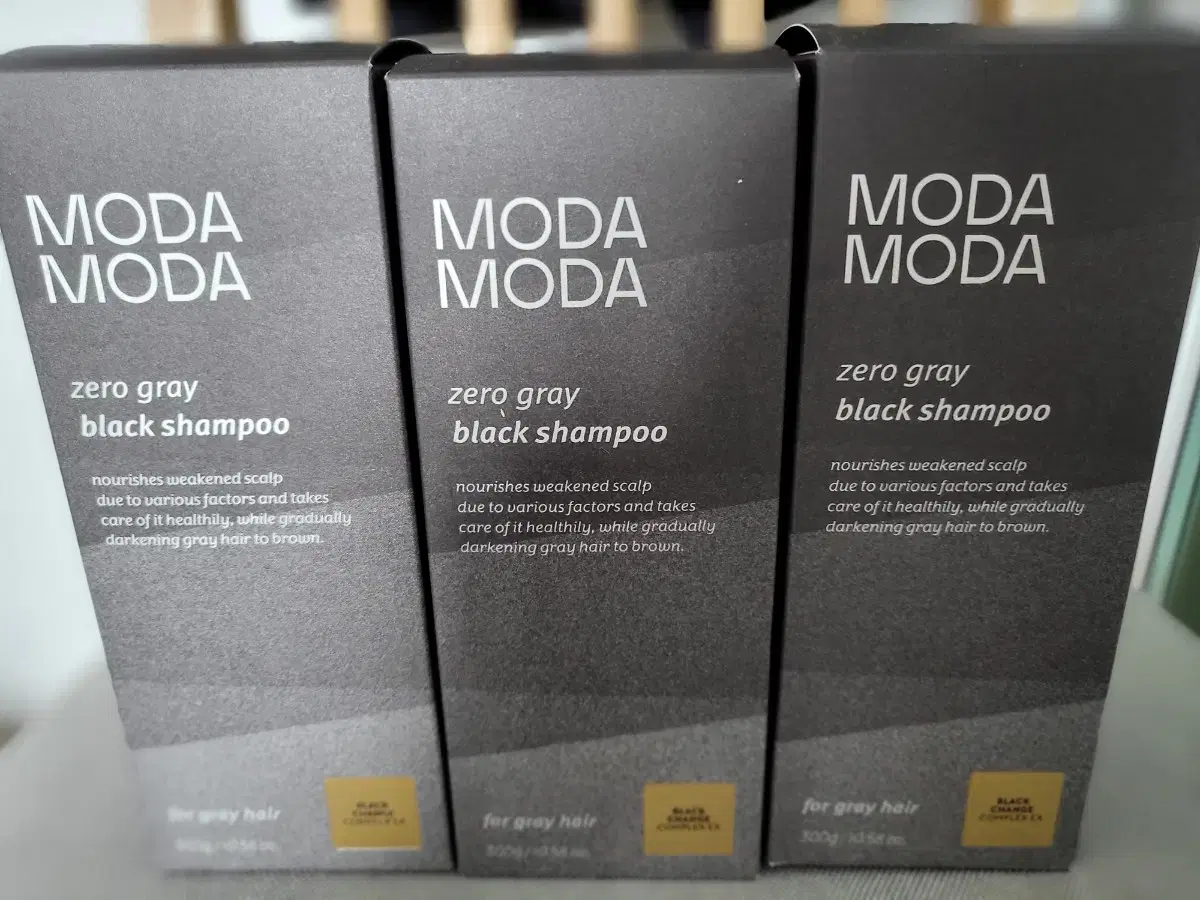 MODA
MODA
zero gray
black shampoo
nourishes weakened scalp
due to various factors and takes
care of it healthily, while gradually
darkening gray hair to brown.
for gray hair
BLACK
CHANGE
COMPLEX EX
MODA
MODA
zero gray
black shampoo
nourishes weakened scalp
due to various factors and takes
care of it healthily, while gradually
darkening gray hair to brown.
for gray hair
300g /
BLACK
CHANGE
COMPLEX EX
MODA
MODA
zero gray
black shampoo
nourishes weakened scalp
due to various factors and takes
care of it healthily, while gradually
darkening gray hair to brown.
for gray hair
300g /
BLACK
CHANGE
COMPLEX EX